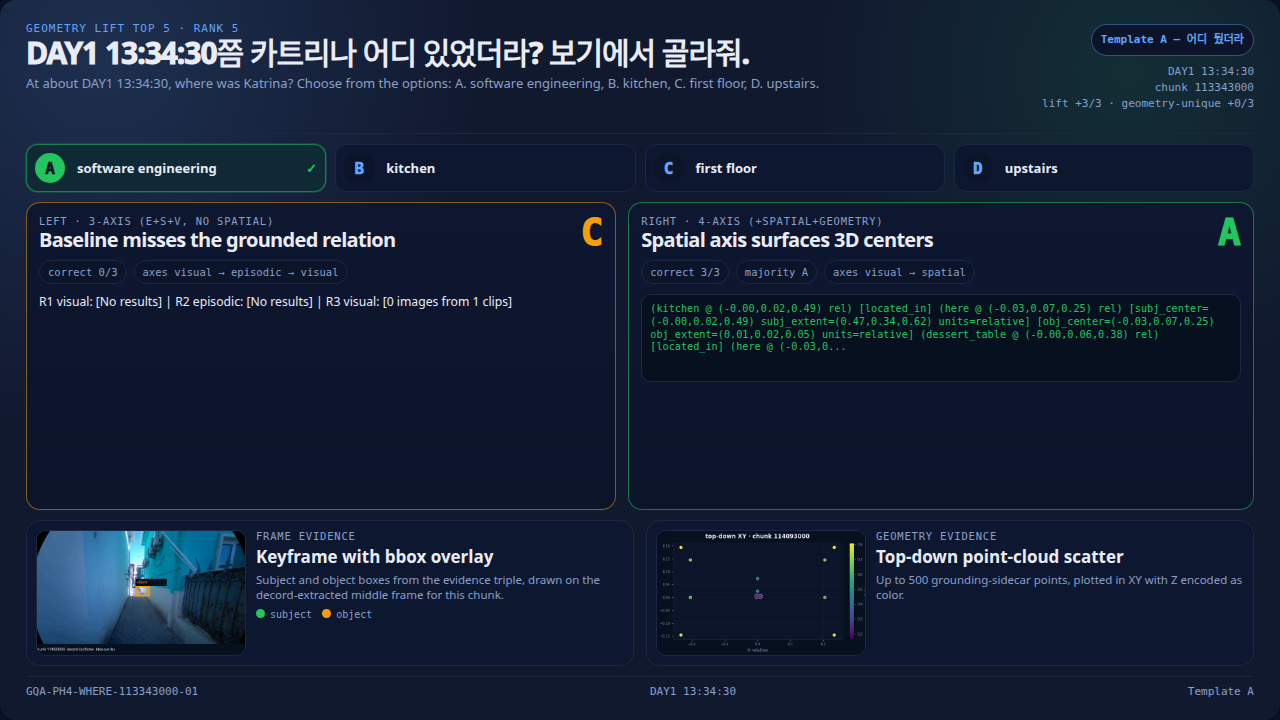 GEOMETRY LIFT TOP 5 · RANK 5
DAY1 13:34:30쯤 카트리나 어디 있었더라? 보기에서 골라줘.
At about DAY1 13:34:30, where was Katrina? Choose from the options: A. software engineering, B. kitchen, C. first floor, D. upstairs.
Template A — 어디 뒀더라
DAY1 13:34:30
chunk 113343000
lift +3/3 · geometry-unique +0/3
A software engineering ✓
B kitchen
C first floor
D upstairs
LEFT · 3-AXIS (E+S+V, NO SPATIAL)
Baseline misses the grounded relation
C
correct 0/3
axes visual → episodic → visual
R1 visual: [No results] | R2 episodic: [No results] | R3 visual: [0 images from 1 clips]
RIGHT · 4-AXIS (+SPATIAL+GEOMETRY)
Spatial axis surfaces 3D centers
A
correct 3/3
majority A
axes visual → spatial
(kitchen @ (-0.00,0.02,0.49) rel) [located_in] (here @ (-0.03,0.07,0.25) rel) [subj_center=
(-0.00,0.02,0.49) subj_extent=(0.47,0.34,0.62) units=relative] [obj_center=(-0.03,0.07,0.25)
obj_extent=(0.01,0.02,0.05) units=relative] (dessert_table @ (-0.00,0.06,0.38) rel)
[located_in] (here @ (-0.03,0...
FRAME EVIDENCE
Keyframe with bbox overlay
Subject and object boxes from the evidence triple, drawn on the
decord-extracted middle frame for this chunk.
subject
object
top-down XY · chunk 114093000
X relative
GEOMETRY EVIDENCE
Top-down point-cloud scatter
Up to 500 grounding-sidecar points, plotted in XY with Z encoded as
color.
GQA-PH4-WHERE-113343000-01
DAY1 13:34:30
Template A